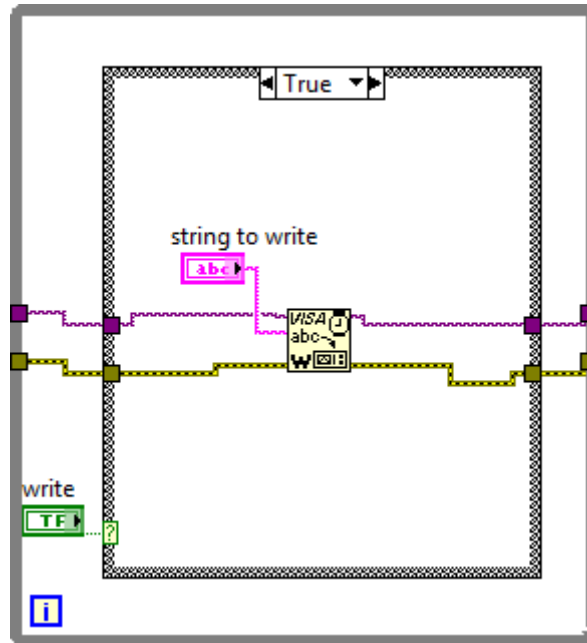 True
string to write
abc
VISA
abc
W
write
TF
?
i